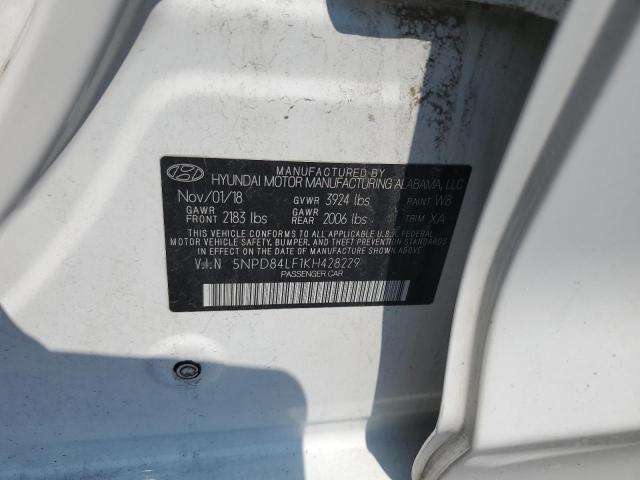 MANUFACTURED BY
HYUNDAI MOTOR MANUFACTURING ALABAMA, LLC
Nov/01/18 GVWR 3924 lbs PAINT W8
GAWR FRONT 2183 lbs GAWR REAR 2006 lbs TRIM XA
THIS VEHICLE CONFORMS TO ALL APPLICABLE U.S. FEDERAL
MOTOR VEHICLE SAFETY, BUMPER, AND THEFT PREVENTION
STANDARDS IN EFFECT ON THE DATE OF MANUFACTURE SHOWN ABOVE.
V.I.N 5NPD84LF1KH428229
PASSENGER CAR